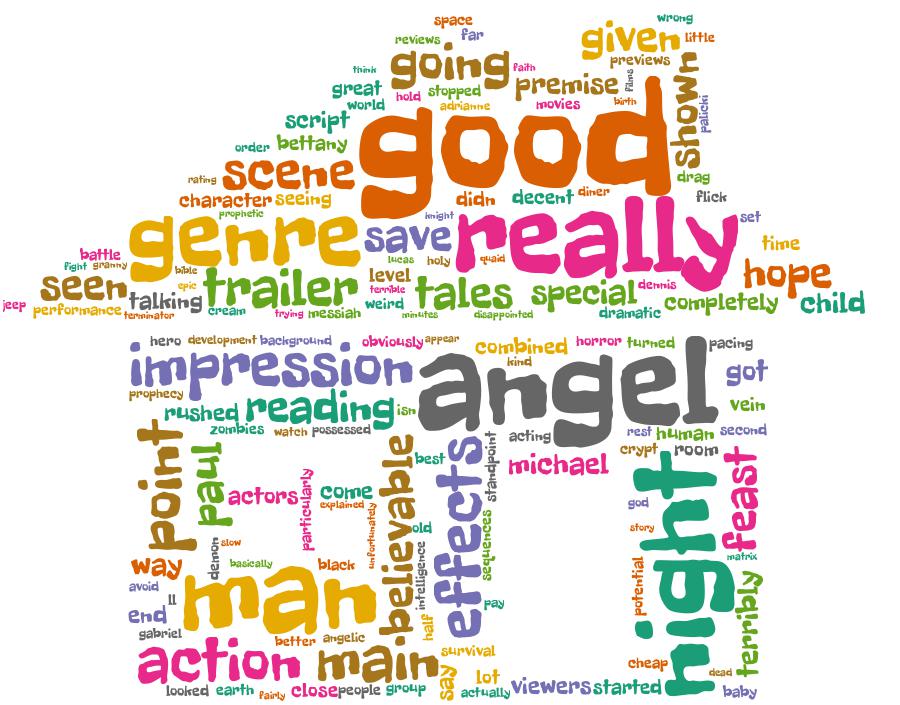 space
wrong
reviews
far
given
little
going
previews
think
faith
films
great
hold
stopped
premise
shown
world
adrianne
movies
birth
palicki
script
good
order
bettany
scene
drag
rating
character
seeing
didn
decent
diner
flick
prophetic
knight
set
genre
save
really
time
battle
lucas
holy
quaid
fight
granny
bible
level
hope
seen
epic
trailer
terrible
tales
special
dennis
jeep
talking
weird
completely
child
performance
terminator
cream
trying
messiah
minutes
disappointed
dramatic
hero
development
background
obviously
appear
combined
horror
turned
pacing
impression
kind
angel
got
prophecy
rushed
reading
isn
vein
zombies
watch
possessed
acting
rest
human
second
point
paul
believable
best
effects
standpoint
crypt
room
michael
night
feast
actors
particularly
come
explained
unfortunately
god
old
story
demon
slow
sequences
matrix
way
basically
black
intelligence
potential
terribly
avoid
ll
man
pay
end
half
gabriel
better
angelic
survival
action
main
say
lot
cheap
dead
looked
earth
fairly
close
people
group
actually
viewers
started
baby